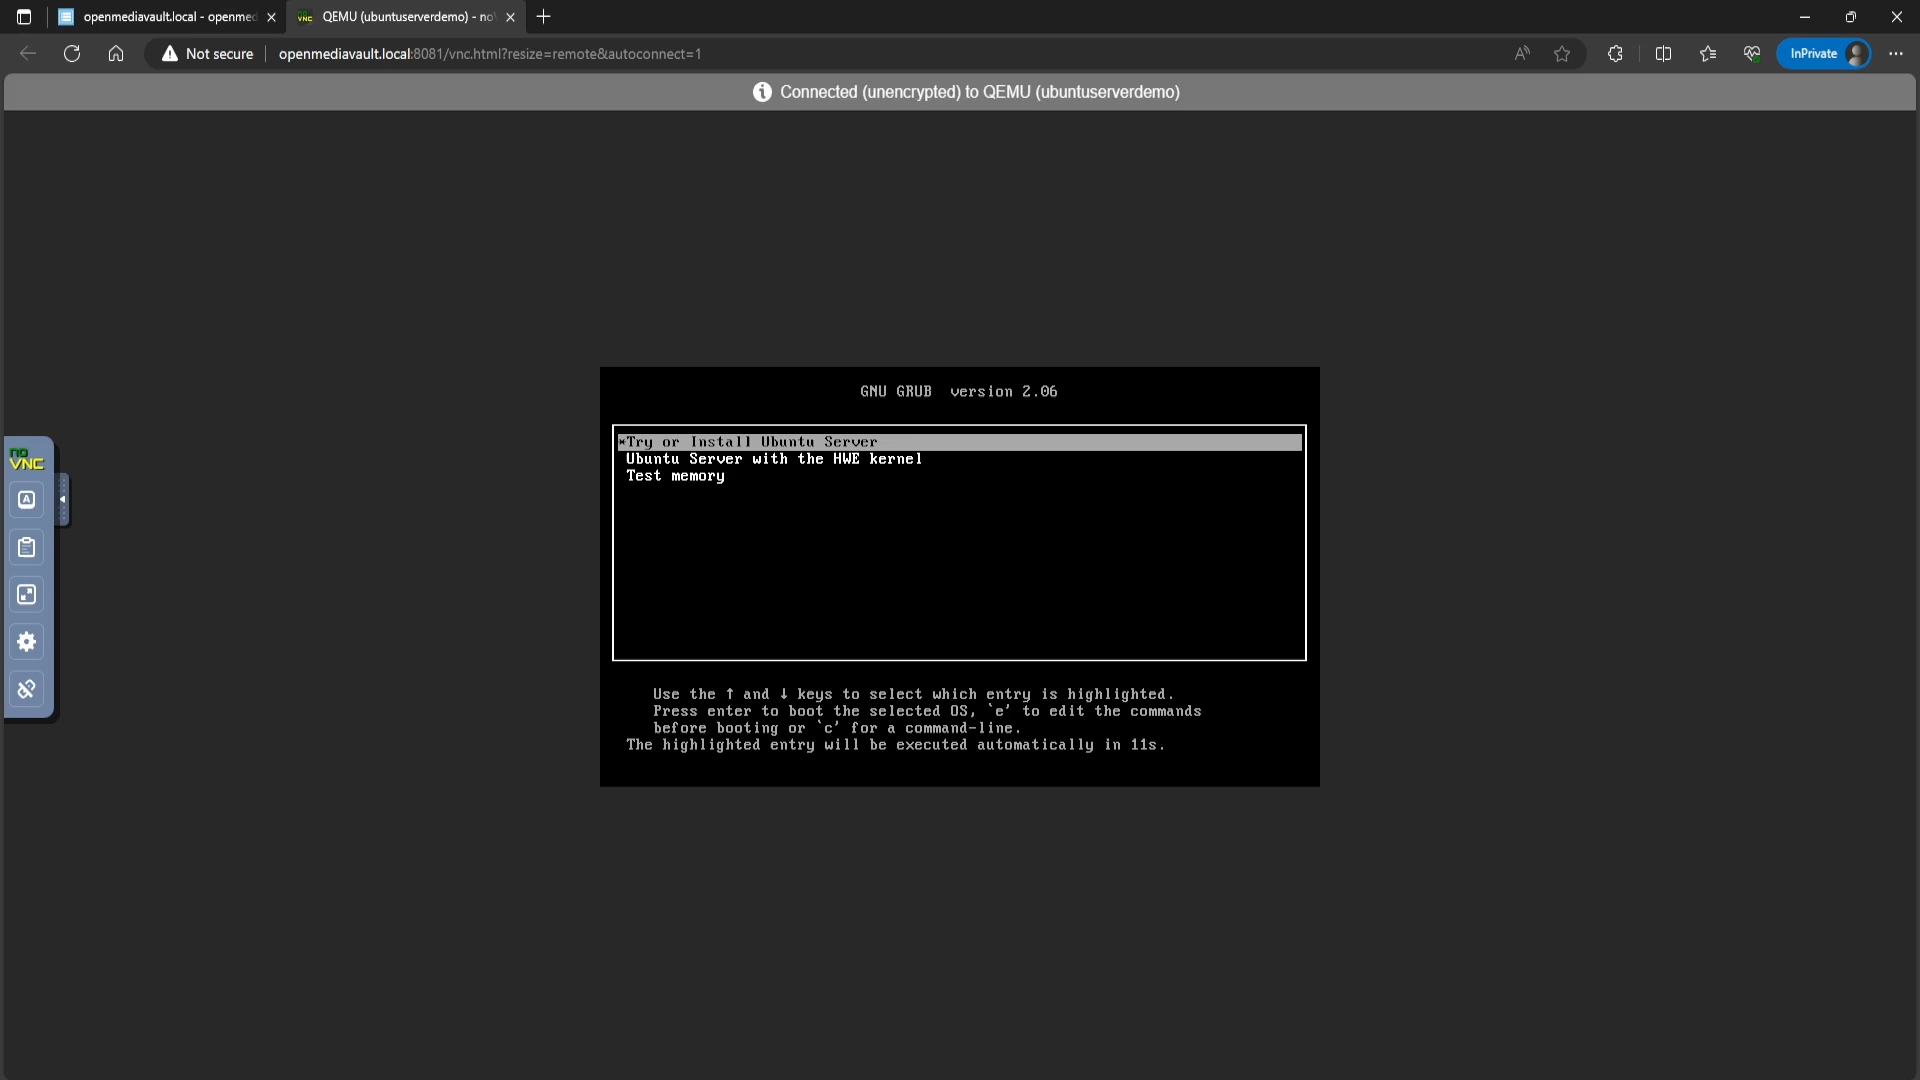 openmediavault.local - openmed
QEMU (ubuntuserverdemo) - no
Not secure
openmediavault.local:8081/vnc.html?resize=remote&autoconnect=1
InPrivate
Connected (unencrypted) to QEMU (ubuntuserverdemo)
GNU GRUB version 2.06
*Try or Install Ubuntu Server
Ubuntu Server with the HWE kernel
Test memory
no
VNC
A
Use the ↑ and ↓ keys to select which entry is highlighted.
Press enter to boot the selected OS, `e' to edit the commands
before booting or `c' for a command-line.
The highlighted entry will be executed automatically in 11s.